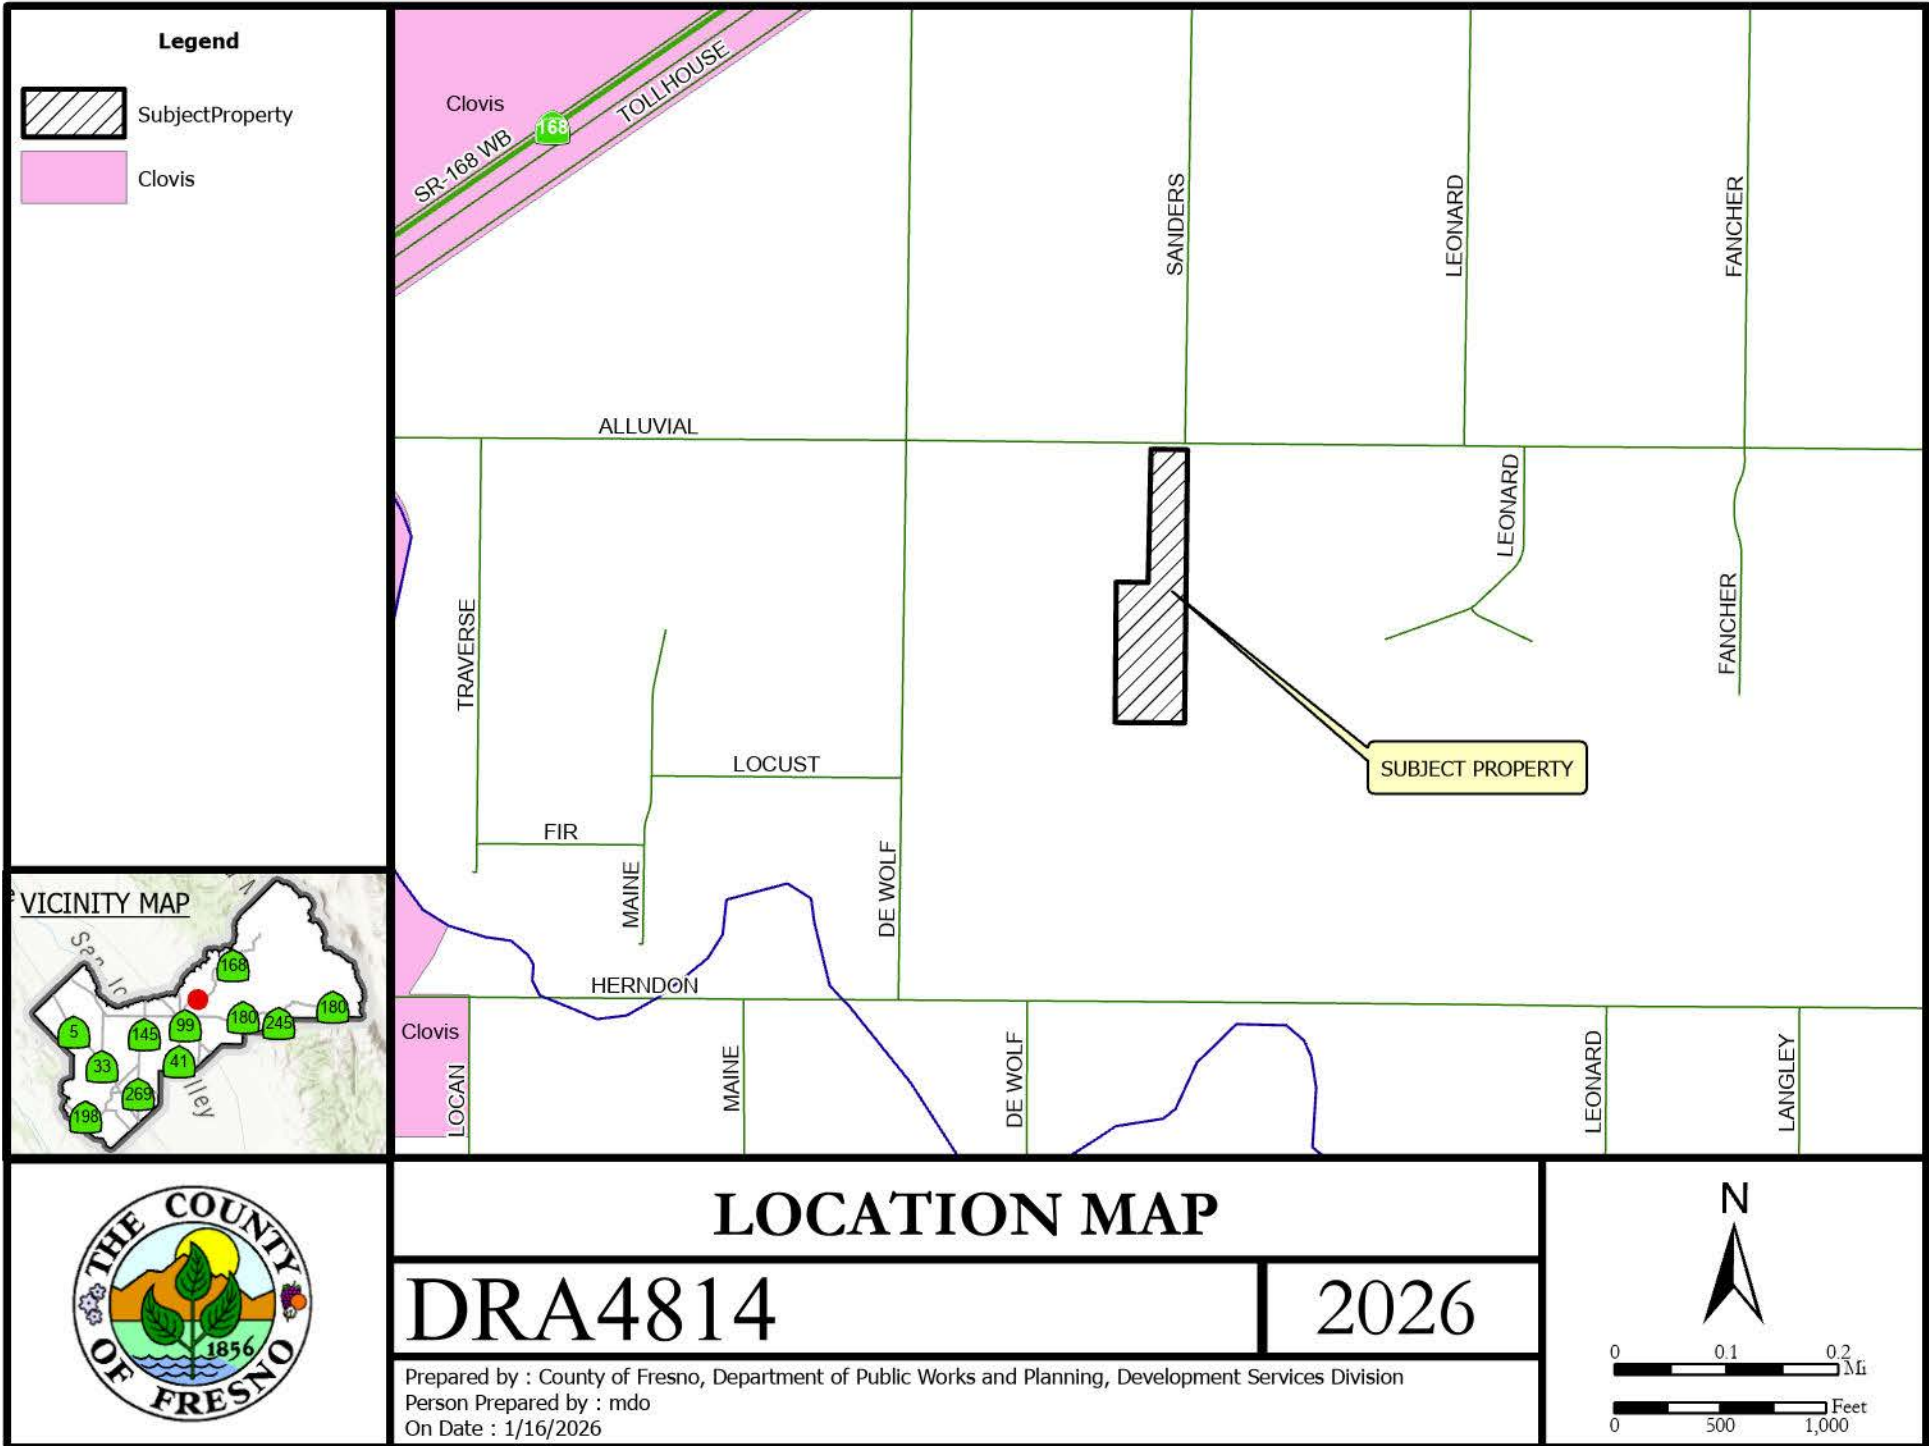 Legend
SubjectProperty
Clovis
Clovis
SR-168 WB
168
TOLLHOUSE
SANDERS
LEONARD
FANCHER
ALLUVIAL
TRAVERSE
LEONARD
FANCHER
SUBJECT PROPERTY
LOCUST
FIR
MAINE
DE WOLF
HERNDON
Clovis
LOCAN
MAINE
DE WOLF
LEONARD
LANGLEY
VICINITY MAP
San
168
5
145
99
180
245
180
33
41
269
198
lley
THE COUNTY
OF FRESNO
1856
LOCATION MAP
DRA4814
2026
Prepared by : County of Fresno, Department of Public Works and Planning, Development Services Division
Person Prepared by : mdo
On Date : 1/16/2026
N
0 0.1 0.2
Mi
Feet
0 500 1,000